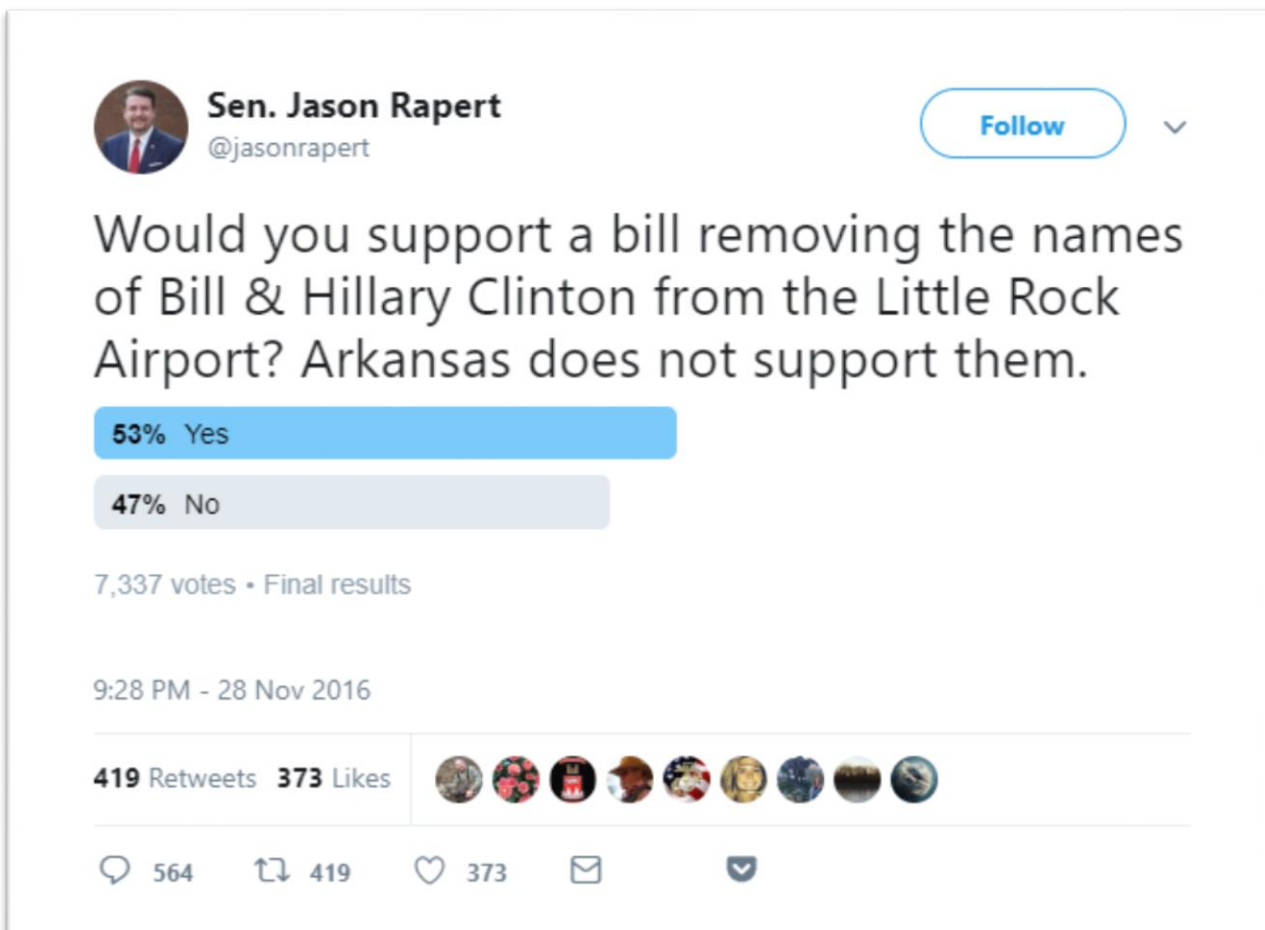 Sen. Jason Rapert
@jasonrapert
Follow
Would you support a bill removing the names
of Bill & Hillary Clinton from the Little Rock
Airport? Arkansas does not support them.
53% Yes
47% No
7,337 votes • Final results
9:28 PM - 28 Nov 2016
419 Retweets 373 Likes
564 419 373